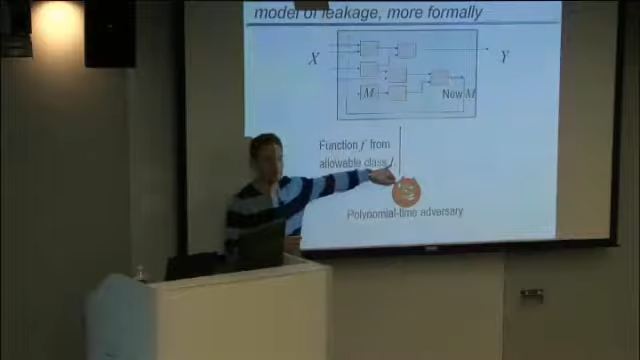 model of leakage, more formally
X
Y
M
New M
Function f from
allowable class
Polynomial-time adversary